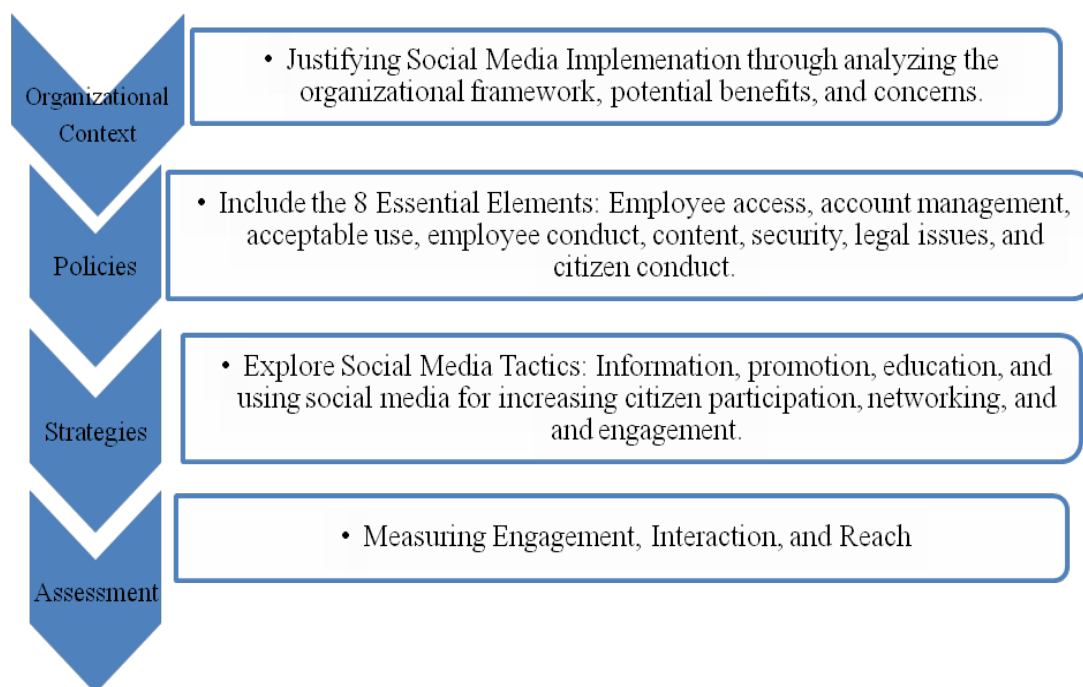 Organizational
Context
• Justifying Social Media Implemenation through analyzing the
organizational framework, potential benefits, and concerns.
Policies
• Include the 8 Essential Elements: Employee access, account management,
acceptable use, employee conduct, content, security, legal issues, and
citizen conduct.
Strategies
• Explore Social Media Tactics: Information, promotion, education, and
using social media for increasing citizen participation, networking, and
and engagement.
Assessment
• Measuring Engagement, Interaction, and Reach